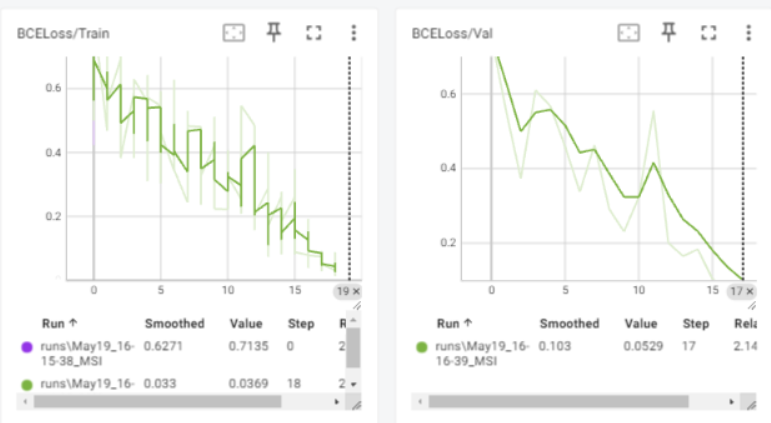 BCELoss/Train
0.6
0.4
0.2
0 5 10 15 19 ×
Run ↑ Smoothed Value Step R
runs\May19_16-15-38_MSI 0.6271 0.7135 0 2
runs\May19_16- 0.033 0.0369 18 2
BCELoss/Val
0.6
0.4
0.2
0 5 10 15 17 ×
Run ↑ Smoothed Value Step Rela
runs\May19_16- 0.103 0.0529 17 2.14
16-39_MSI